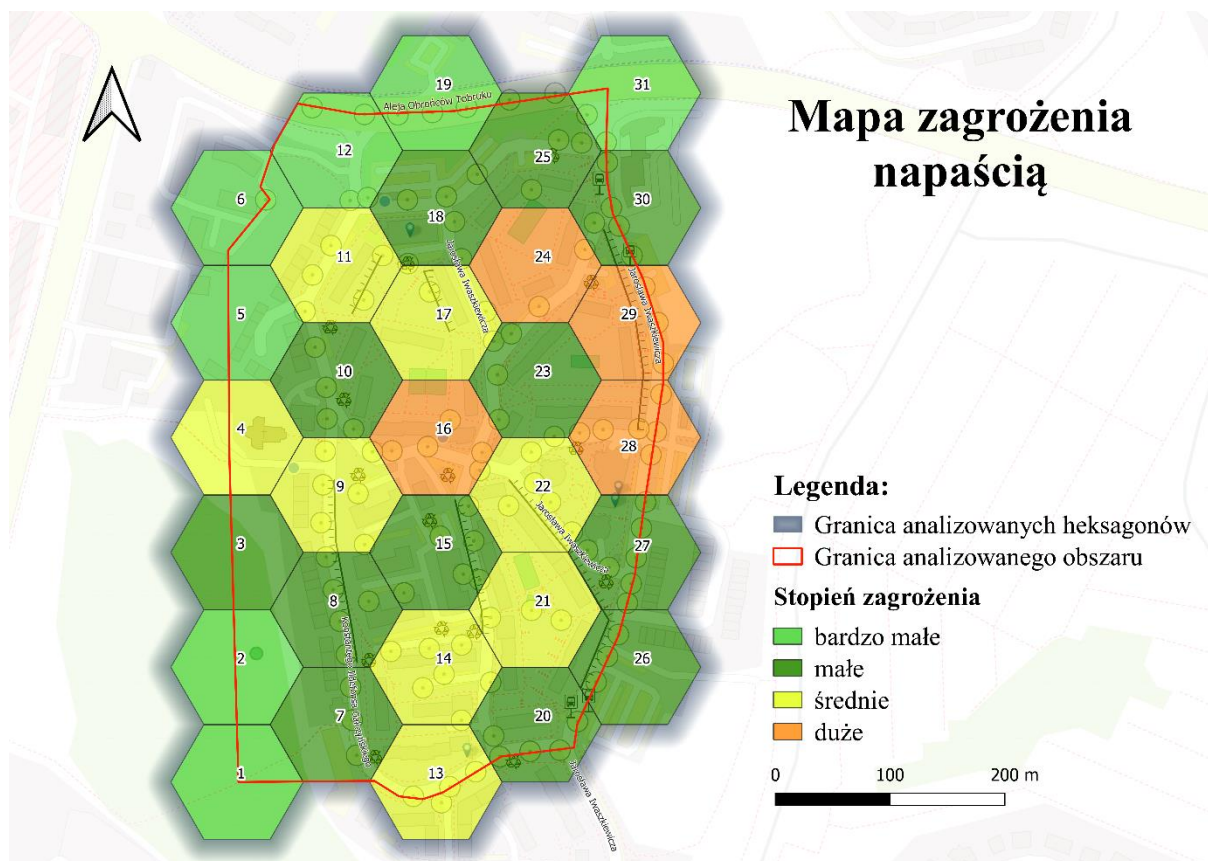 Mapa zagrożenia
napaścią
19
31
Aleja Obrońców Tobruku
12
25
6
18
30
11
24
Jarosława Iwaszkiewicza
Jarosława Iwaszkiewicza
5
17
29
10
23
4
16
28
9
22
Jarosława Iwaszkiewicza
3
15
27
8
21
2
14
26
7
20
1
13
Jarosława Iwaszkiewicza
Legenda:
Granica analizowanych heksagonów
Granica analizowanego obszaru
Stopień zagrożenia
bardzo małe
małe
średnie
duże
0 100 200 m